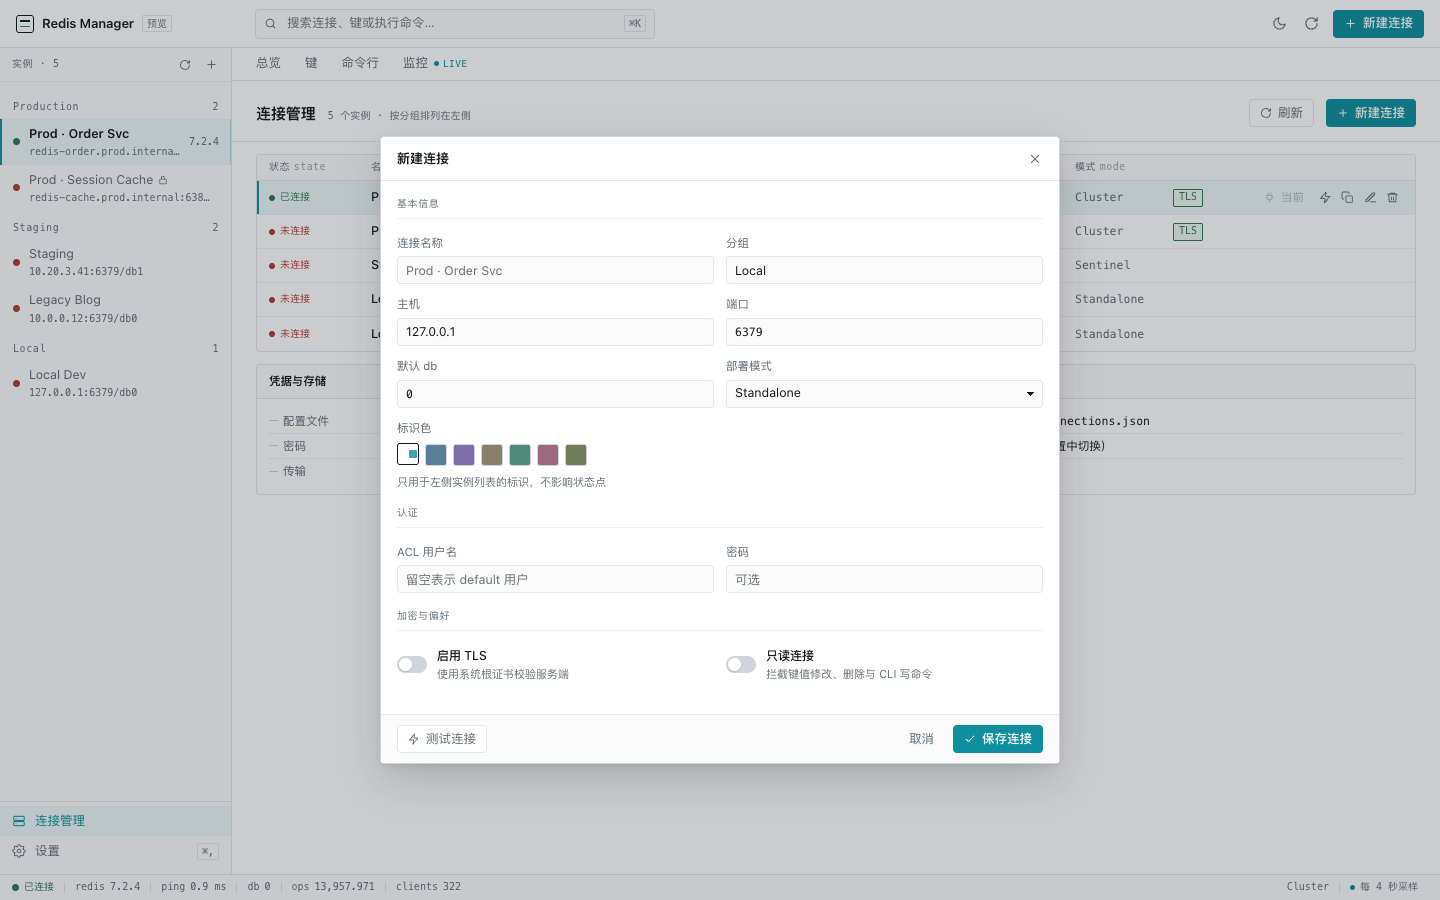 Redis Manager 预览
搜索连接、键或执行命令… ⌘K
新建连接
实例 · 5
总览 键 命令行 监控 LIVE
Production 2
Prod · Order Svc
redis-order.prod.interna… 7.2.4
Prod · Session Cache
redis-cache.prod.internal:638…
Staging 2
Staging
10.20.3.41:6379/db1
Legacy Blog
10.0.0.12:6379/db0
Local 1
Local Dev
127.0.0.1:6379/db0
连接管理
设置 ⌘,
连接管理 5 个实例 · 按分组排列在左侧
刷新 新建连接
状态 state 名 模式 mode
已连接 P Cluster TLS 当前
未连接 P Cluster TLS
未连接 S Sentinel
未连接 L Standalone
未连接 L Standalone
凭据与存储
配置文件 nections.json
密码 置中切换)
传输
新建连接
基本信息
连接名称 分组
Prod · Order Svc Local
主机 端口
127.0.0.1 6379
默认 db 部署模式
0 Standalone
标识色
只用于左侧实例列表的标识，不影响状态点
认证
ACL 用户名 密码
留空表示 default 用户 可选
加密与偏好
启用 TLS 只读连接
使用系统根证书校验服务端 拦截键值修改、删除与 CLI 写命令
测试连接 取消 保存连接
已连接 redis 7.2.4 ping 0.9 ms db 0 ops 13,957.971 clients 322 Cluster 每 4 秒采样